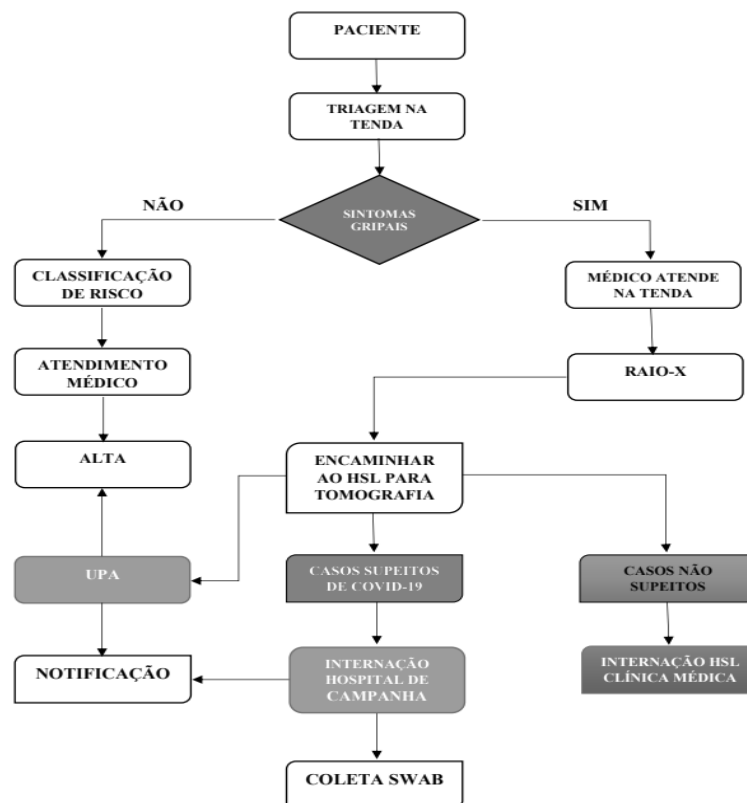 PACIENTE
TRIAGEM NA
TENDA
SINTOMAS
GRIPAIS
NÃO
SIM
CLASSIFICAÇÃO
DE RISCO
MÉDICO ATENDE
NA TENDA
ATENDIMENTO
MÉDICO
RAIO-X
ALTA
ENCAMINHAR
AO HSL PARA
TOMOGRAFIA
UPA
CASOS SUPEITOS
DE COVID-19
CASOS NÃO
SUPEITOS
NOTIFICAÇÃO
INTERNAÇÃO
HOSPITAL DE
CAMPANHA
INTERNAÇÃO HSL
CLÍNICA MÉDICA
COLETA SWAB